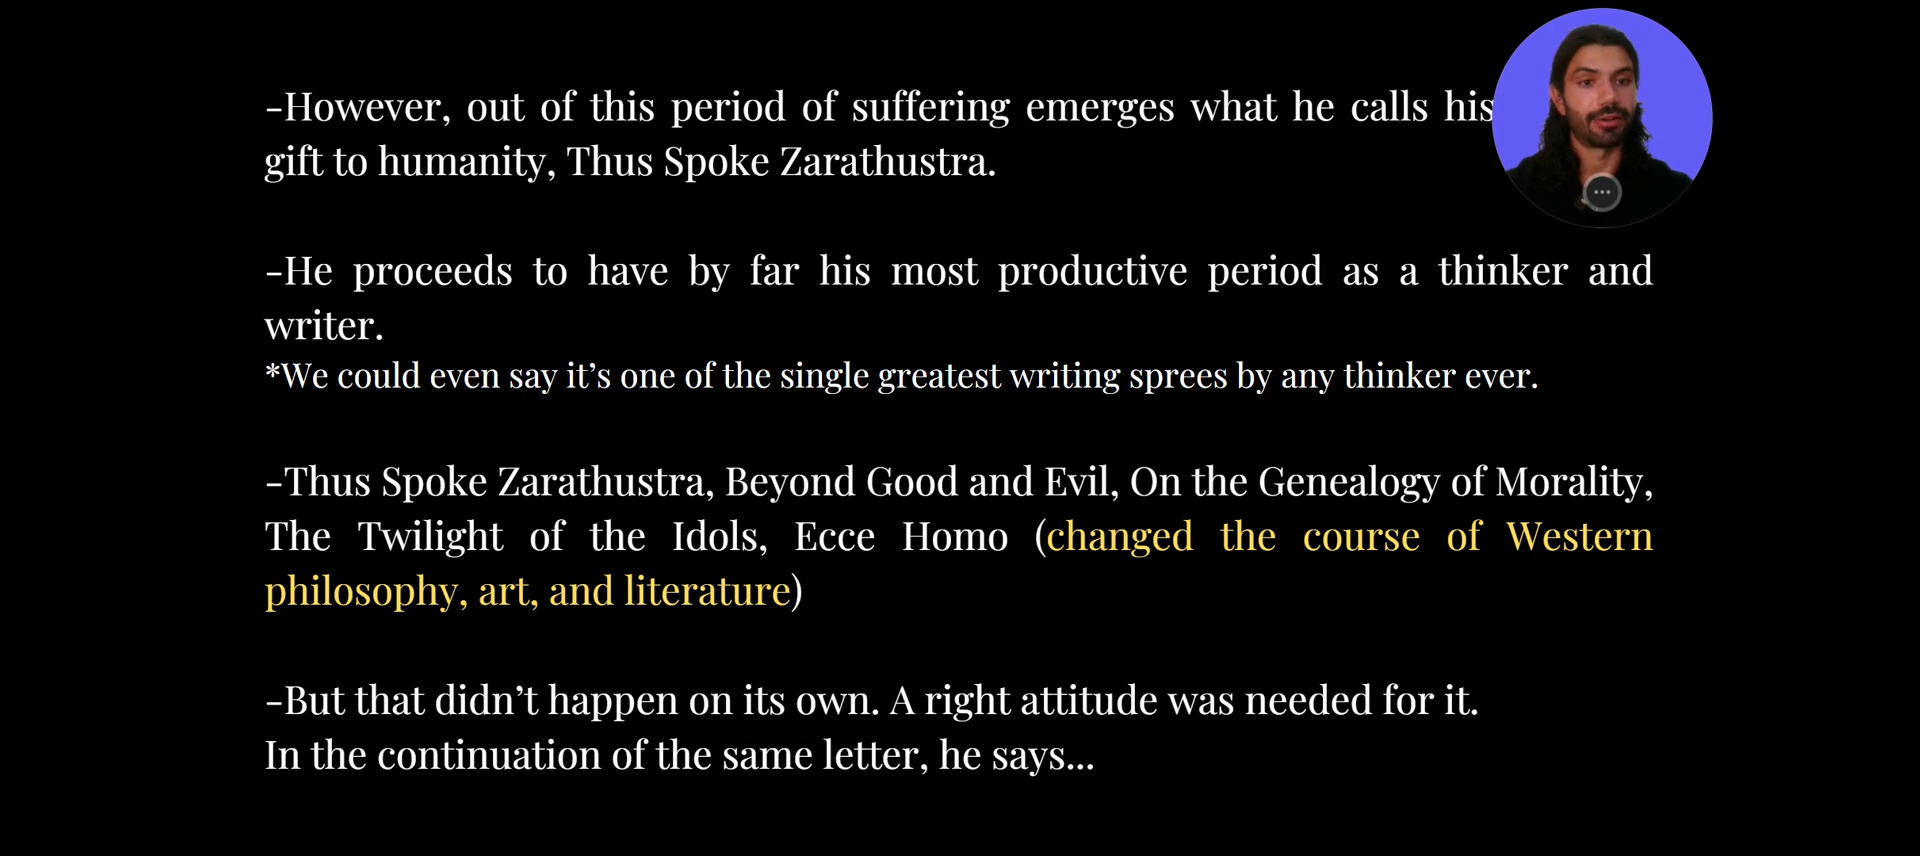 -However, out of this period of suffering emerges what he calls his
gift to humanity, Thus Spoke Zarathustra.
-He proceeds to have by far his most productive period as a thinker and
writer.
*We could even say it’s one of the single greatest writing sprees by any thinker ever.
-Thus Spoke Zarathustra, Beyond Good and Evil, On the Genealogy of Morality,
The Twilight of the Idols, Ecce Homo (changed the course of Western
philosophy, art, and literature)
-But that didn’t happen on its own. A right attitude was needed for it.
In the continuation of the same letter, he says...